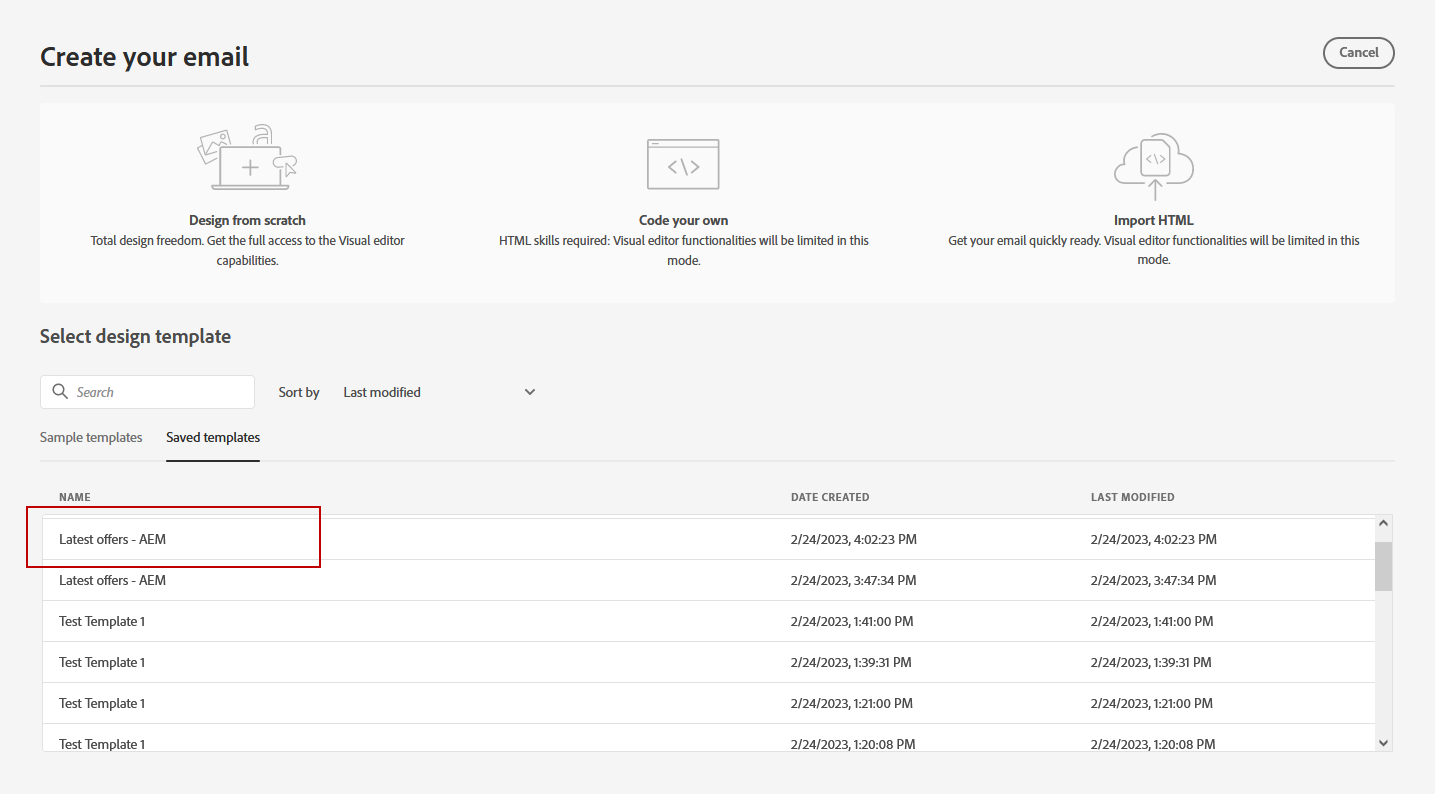 Create your email
Cancel
Design from scratch
Total design freedom. Get the full access to the Visual editor
capabilities.
Code your own
HTML skills required: Visual editor functionalities will be limited in this
mode.
Import HTML
Get your email quickly ready. Visual editor functionalities will be limited in this
mode.
Select design template
Search
Sort by Last modified
Sample templates Saved templates
NAME DATE CREATED LAST MODIFIED
Latest offers - AEM 2/24/2023, 4:02:23 PM 2/24/2023, 4:02:23 PM
Latest offers - AEM 2/24/2023, 3:47:34 PM 2/24/2023, 3:47:34 PM
Test Template 1 2/24/2023, 1:41:00 PM 2/24/2023, 1:41:00 PM
Test Template 1 2/24/2023, 1:39:31 PM 2/24/2023, 1:39:31 PM
Test Template 1 2/24/2023, 1:21:00 PM 2/24/2023, 1:21:00 PM
Test Template 1 2/24/2023, 1:20:08 PM 2/24/2023, 1:20:08 PM